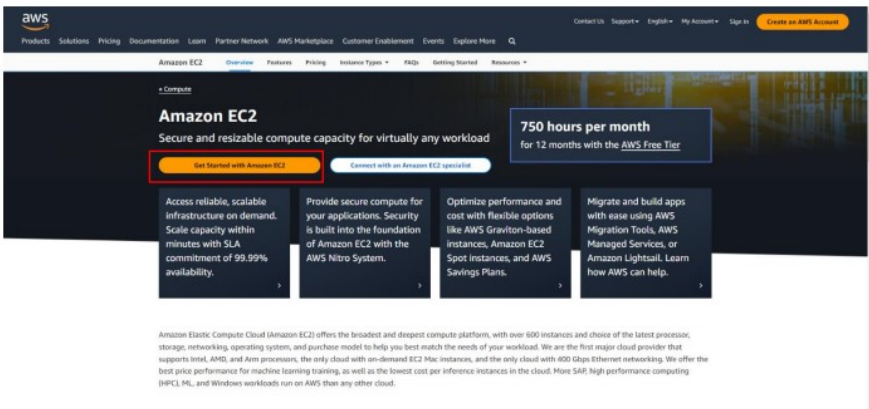 aws
Contact Us Support English My Account Sign In Create an AWS Account
Products Solutions Pricing Documentation Learn Partner Network AWS Marketplace Customer Enablement Events Explore More
Amazon EC2 Overview Features Pricing Instance Types FAQs Getting Started Resources
« Compute
Amazon EC2
Secure and resizable compute capacity for virtually any workload
Get Started with Amazon EC2 Connect with an Amazon EC2 specialist
750 hours per month
for 12 months with the AWS Free Tier
Access reliable, scalable
infrastructure on demand.
Scale capacity within
minutes with SLA
commitment of 99.99%
availability.
Provide secure compute for
your applications. Security
is built into the foundation
of Amazon EC2 with the
AWS Nitro System.
Optimize performance and
cost with flexible options
like AWS Graviton-based
instances, Amazon EC2
Spot instances, and AWS
Savings Plans.
Migrate and build apps
with ease using AWS
Migration Tools, AWS
Managed Services, or
Amazon Lightsail. Learn
how AWS can help.
Amazon Elastic Compute Cloud (Amazon EC2) offers the broadest and deepest compute platform, with over 600 instances and choice of the latest processor,
storage, networking, operating system, and purchase model to help you best match the needs of your workload. We are the first major cloud provider that
supports Intel, AMD, and Arm processors, the only cloud with on-demand EC2 Mac instances, and the only cloud with 400 Gbps Ethernet networking. We offer the
best price performance for machine learning training, as well as the lowest cost per inference instances in the cloud. More SAP, high performance computing
(HPC), ML, and Windows workloads run on AWS than any other cloud.